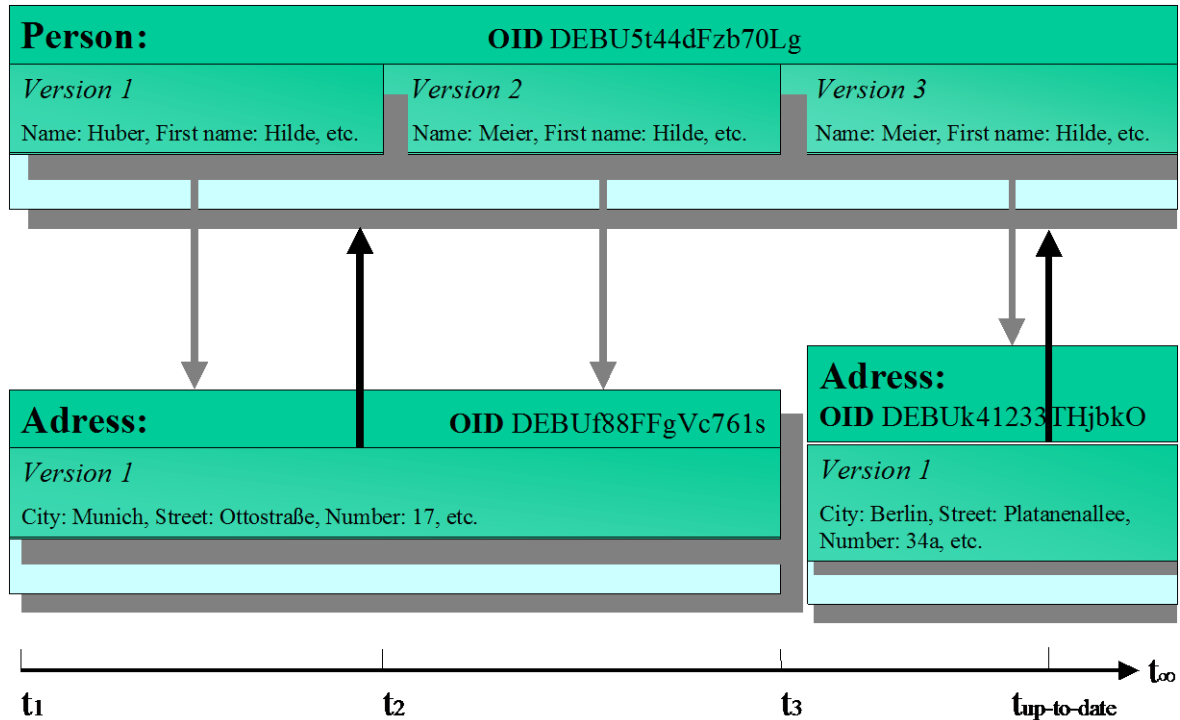 Person: OID DEBU5t44dFzb70Lg
Version 1 Version 2 Version 3
Name: Huber, First name: Hilde, etc. Name: Meier, First name: Hilde, etc. Name: Meier, First name: Hilde, etc.
Adress: OID DEBUf88FFgVc761s
Version 1
City: Munich, Street: Ottostraße, Number: 17, etc.
Adress:
OID DEBUk41233THjbkO
Version 1
City: Berlin, Street: Platanenallee,
Number: 34a, etc.
t1 t2 t3 tup-to-date t∞